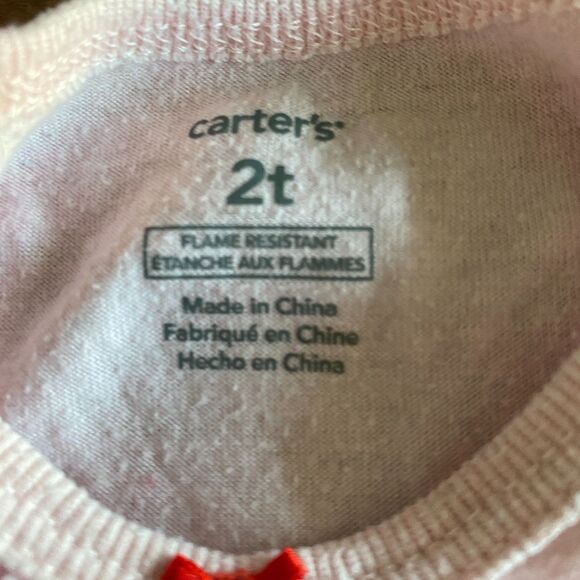 carter's
2t
FLAME RESISTANT
ÉTANCHE AUX FLAMMES
Made in China
Fabriqué en Chine
Hecho en China